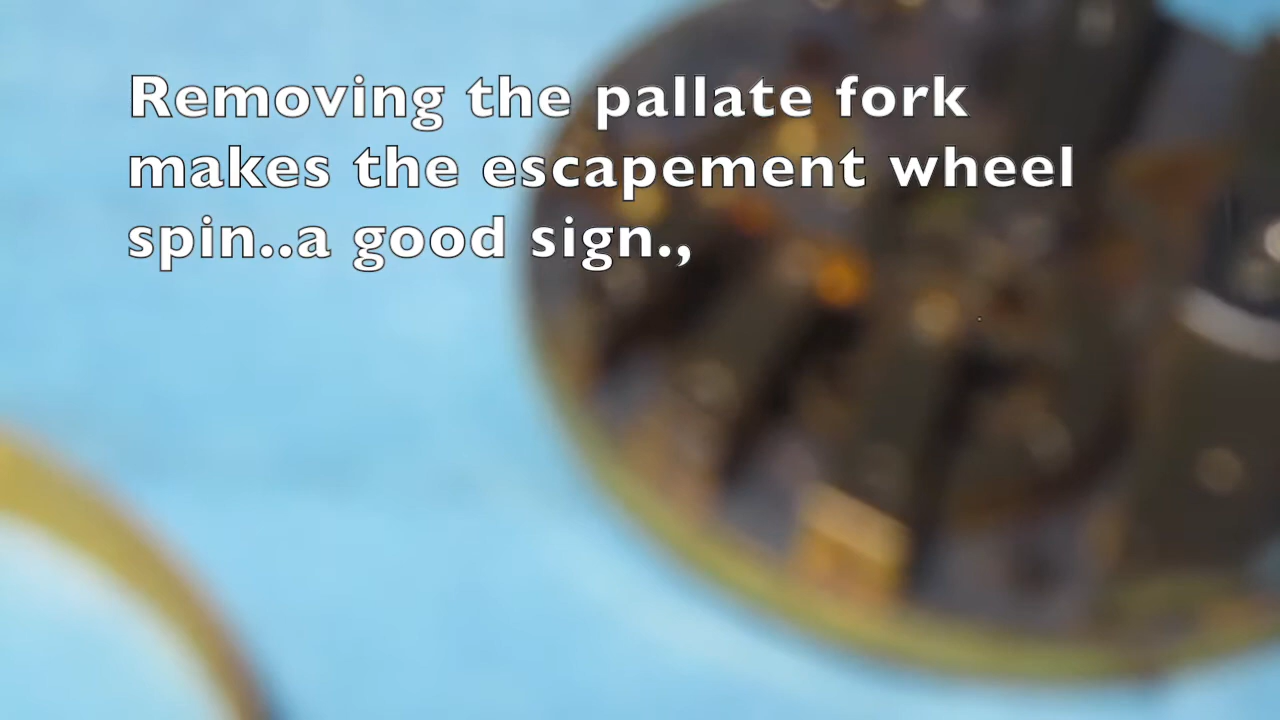 Removing the pallate fork
makes the escapement wheel
spin..a good sign.,